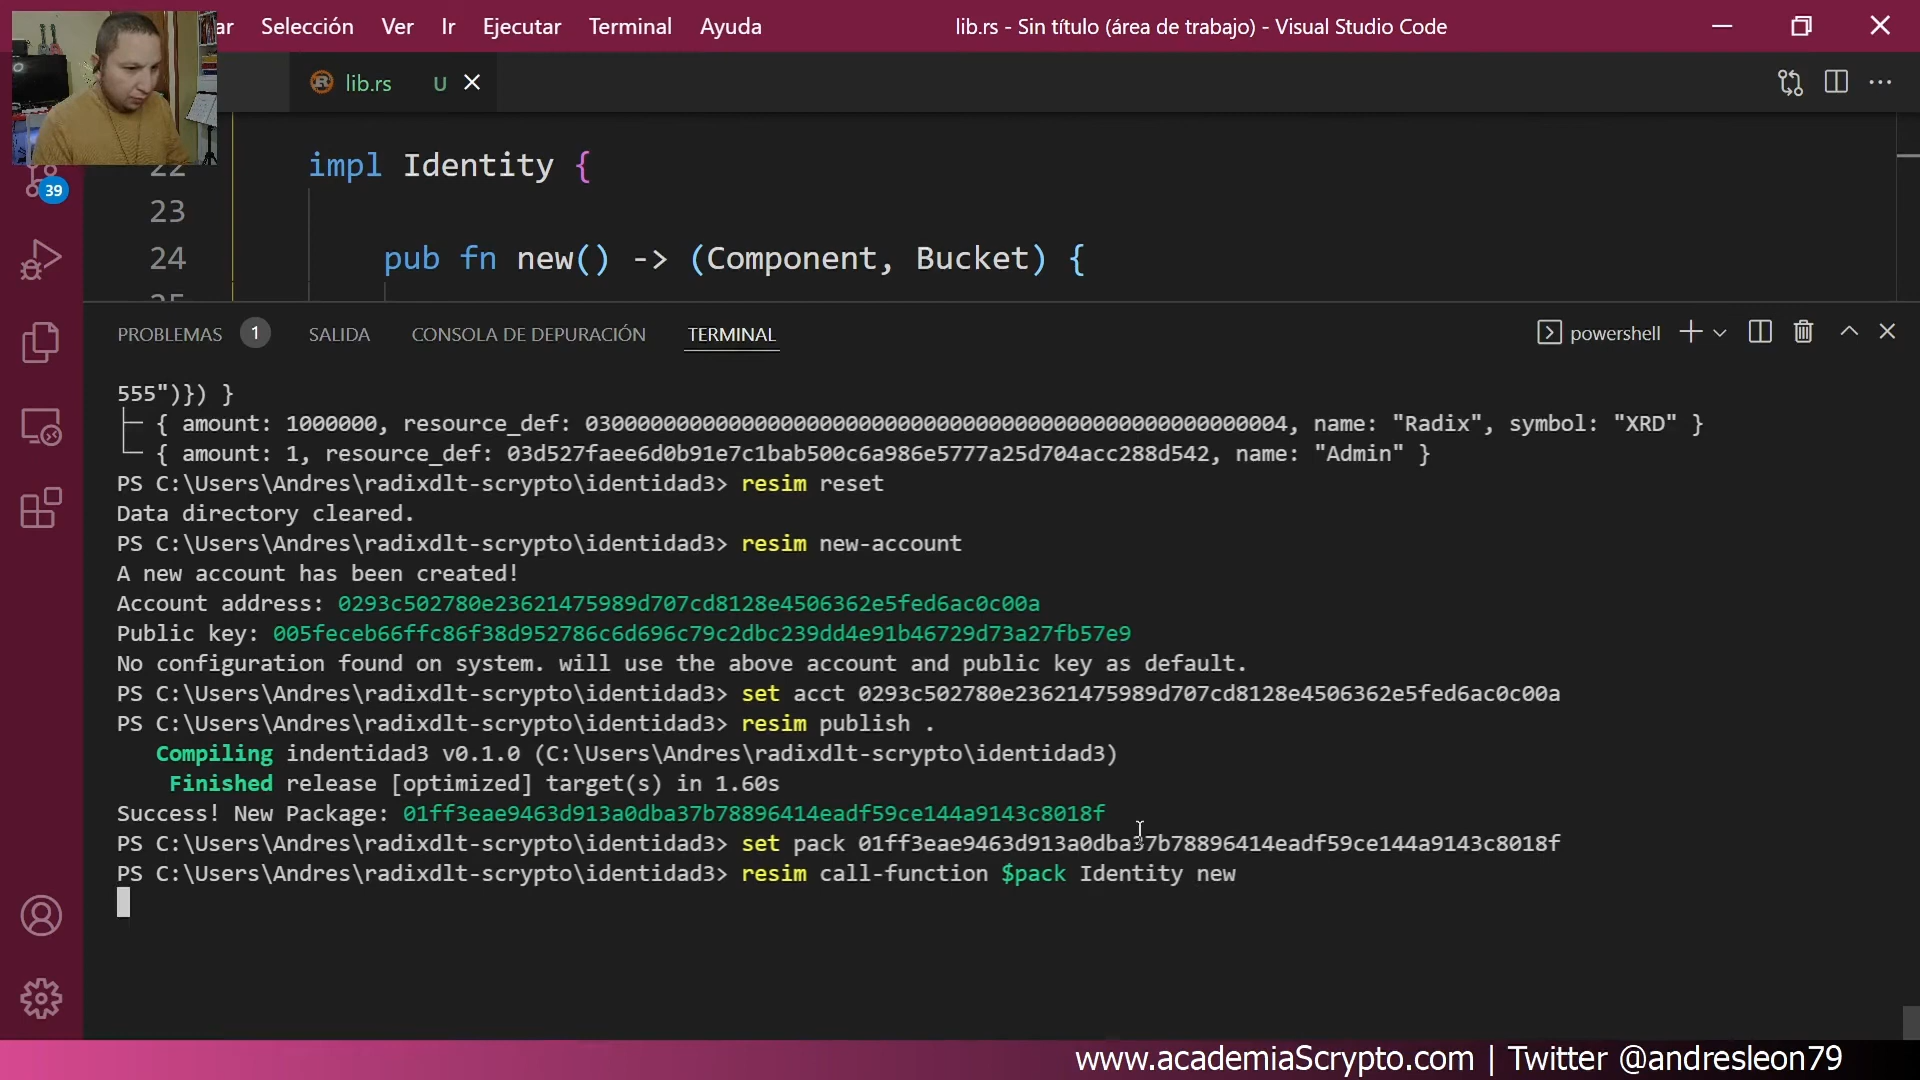 ar Selección Ver Ir Ejecutar Terminal Ayuda lib.rs - Sin título (área de trabajo) - Visual Studio Code
lib.rs U
22 impl Identity {
23
24 pub fn new() -> (Component, Bucket) {
25
39
PROBLEMAS 1 SALIDA CONSOLA DE DEPURACIÓN TERMINAL powershell
555")}) }
├─ { amount: 1000000, resource_def: 030000000000000000000000000000000000000000000000000004, name: "Radix", symbol: "XRD" }
└─ { amount: 1, resource_def: 03d527faee6d0b91e7c1bab500c6a986e5777a25d704acc288d542, name: "Admin" }
PS C:\Users\Andres\radixdlt-scrypto\identidad3> resim reset
Data directory cleared.
PS C:\Users\Andres\radixdlt-scrypto\identidad3> resim new-account
A new account has been created!
Account address: 0293c502780e23621475989d707cd8128e4506362e5fed6ac0c00a
Public key: 005feceb66ffc86f38d952786c6d696c79c2dbc239dd4e91b46729d73a27fb57e9
No configuration found on system. will use the above account and public key as default.
PS C:\Users\Andres\radixdlt-scrypto\identidad3> set acct 0293c502780e23621475989d707cd8128e4506362e5fed6ac0c00a
PS C:\Users\Andres\radixdlt-scrypto\identidad3> resim publish .
Compiling indentidad3 v0.1.0 (C:\Users\Andres\radixdlt-scrypto\identidad3)
Finished release [optimized] target(s) in 1.60s
Success! New Package: 01ff3eae9463d913a0dba37b78896414eadf59ce144a9143c8018f
PS C:\Users\Andres\radixdlt-scrypto\identidad3> set pack 01ff3eae9463d913a0dba37b78896414eadf59ce144a9143c8018f
PS C:\Users\Andres\radixdlt-scrypto\identidad3> resim call-function $pack Identity new
www.academiaScrypto.com | Twitter @andresleon79